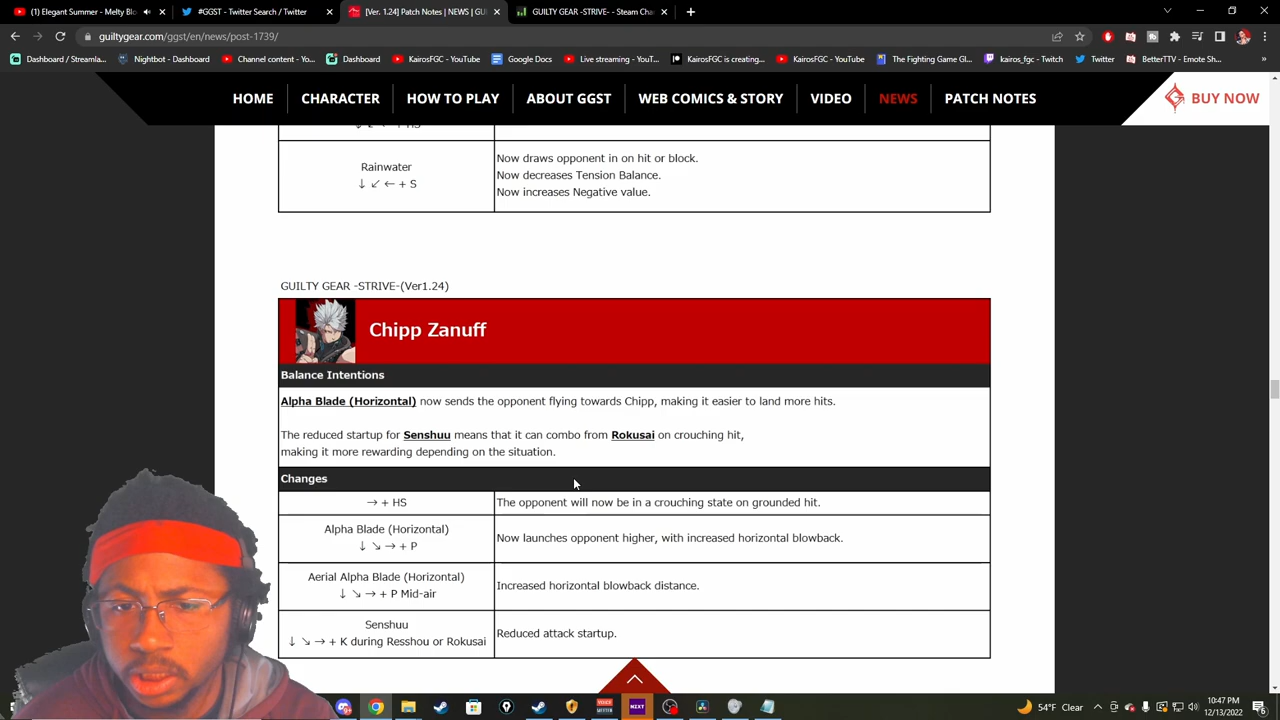 (1) Elegant Summer - Melty Blo
#GGST - Twitter Search / Twitter
[Ver. 1.24] Patch Notes | NEWS | GU
GUILTY GEAR -STRIVE- - Steam Cha
guiltygear.com/ggst/en/news/post-1739/
Dashboard / Streamla...
Nightbot - Dashboard
Channel content - Yo...
Dashboard
KairosFGC - YouTube
Google Docs
Live streaming - YouT...
KairosFGC - YouTube
KairosFGC - YouTube
The Fighting Game Gl...
kairos_fgc - Twitch
Twitter
BetterTTV - Emote...
HOME
CHARACTER
HOW TO PLAY
ABOUT GGST
WEB COMICS & STORY
VIDEO
NEWS
PATCH NOTES
BUY NOW
↓ ↙ ← + HS
Rainwater
↓ ↙ ← + S
Now draws opponent in on hit or block.
Now decreases Tension Balance.
Now increases Negative value.
GUILTY GEAR -STRIVE-(Ver1.24)
Chipp Zanuff
Balance Intentions
Alpha Blade (Horizontal) now sends the opponent flying towards Chipp, making it easier to land more hits.
The reduced startup for Senshuu means that it can combo from Rokusai on crouching hit,
making it more rewarding depending on the situation.
Changes
→ + HS
The opponent will now be in a crouching state on grounded hit.
Alpha Blade (Horizontal)
↓ ↘ → + P
Now launches opponent higher, with increased horizontal blowback.
Aerial Alpha Blade (Horizontal)
↓ ↘ → + P Mid-air
Increased horizontal blowback distance.
Senshuu
↓ ↘ → + K during Resshou or Rokusai
Reduced attack startup.
NZXT
54°F Clear
10:47 PM
12/13/2022